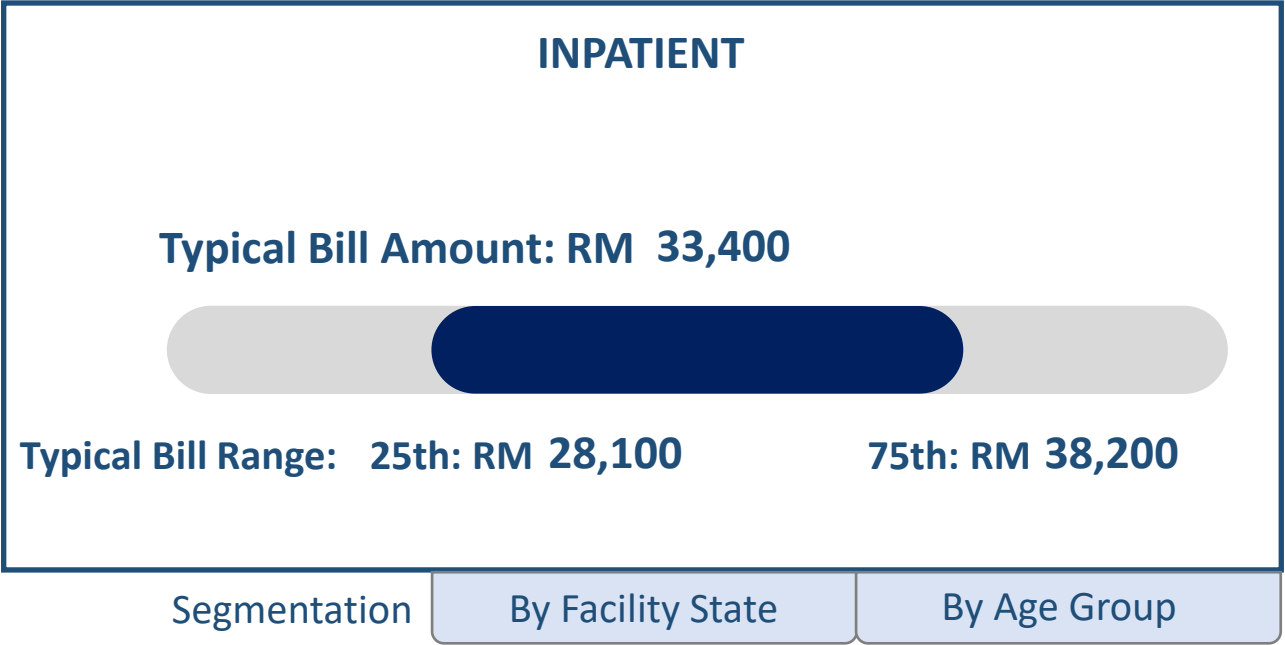 INPATIENT
Typical Bill Amount: RM 33,400
Typical Bill Range: 25th: RM 28,100 75th: RM 38,200
Segmentation By Facility State By Age Group